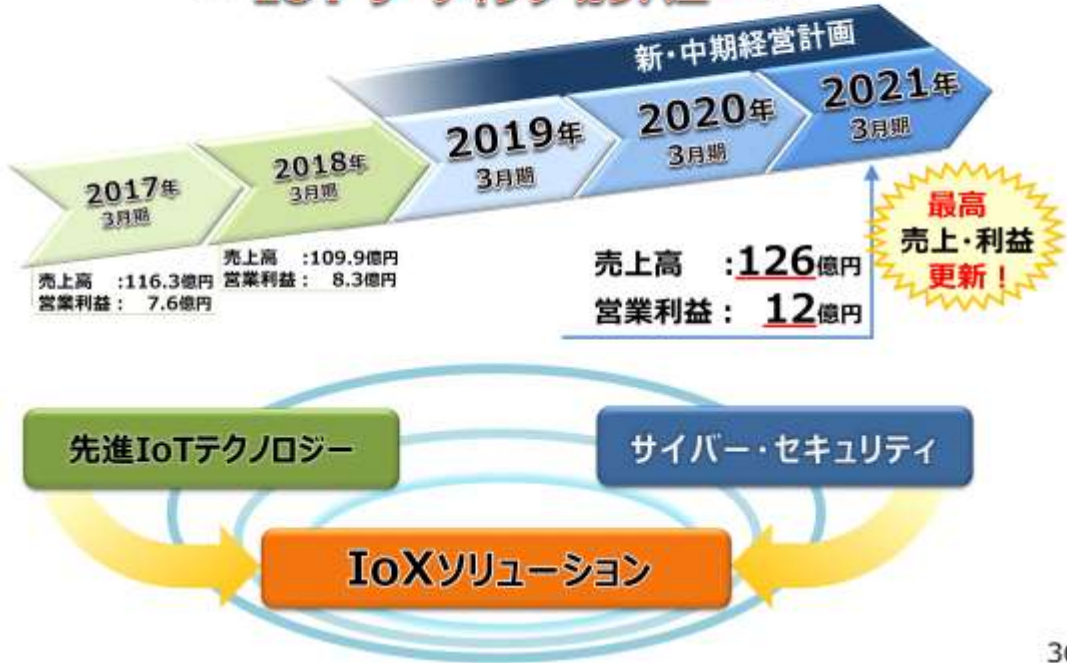 新・中期経営計画
2017年
3月期
2018年
3月期
2019年
3月期
2020年
3月期
2021年
3月期
売上高　:116.3億円
営業利益：　7.6億円
売上高　:109.9億円
営業利益：　8.3億円
売上高　:126億円
営業利益：　12億円
最高
売上・利益
更新！
先進IoTテクノロジー
サイバー・セキュリティ
IoXソリューション